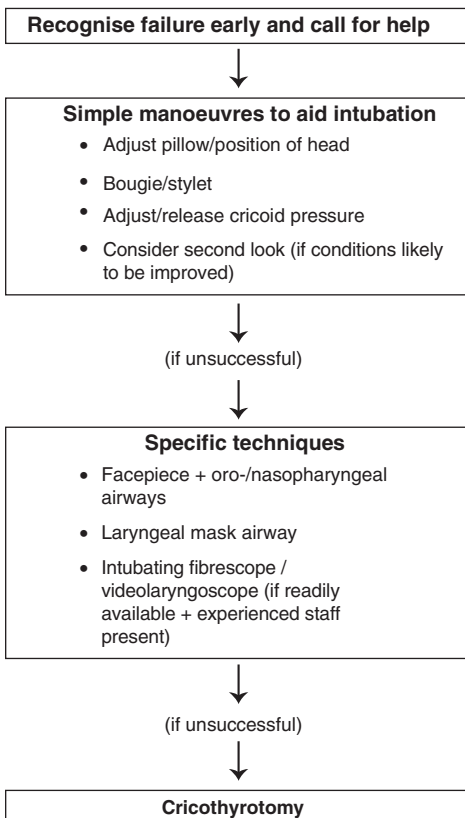 Recognise failure early and call for help
Simple manoeuvres to aid intubation
• Adjust pillow/position of head
• Bougie/stylet
• Adjust/release cricoid pressure
• Consider second look (if conditions likely
to be improved)
(if unsuccessful)
Specific techniques
• Facepiece + oro-/nasopharyngeal
airways
• Laryngeal mask airway
• Intubating fibrescope /
videolaryngoscope (if readily
available + experienced staff
present)
(if unsuccessful)
Cricothyrotomy